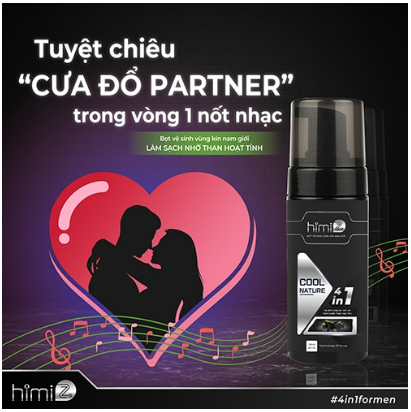 Tuyệt chiêu
“CƯA ĐỔ PARTNER”
trong vòng 1 nốt nhạc
Bọt vệ sinh vùng kín nam giới
LÀM SẠCH NHỜ THAN HOẠT TÍNH
himiZ
COOL
NATURE
4
in 1
himiZ
#4in1formen